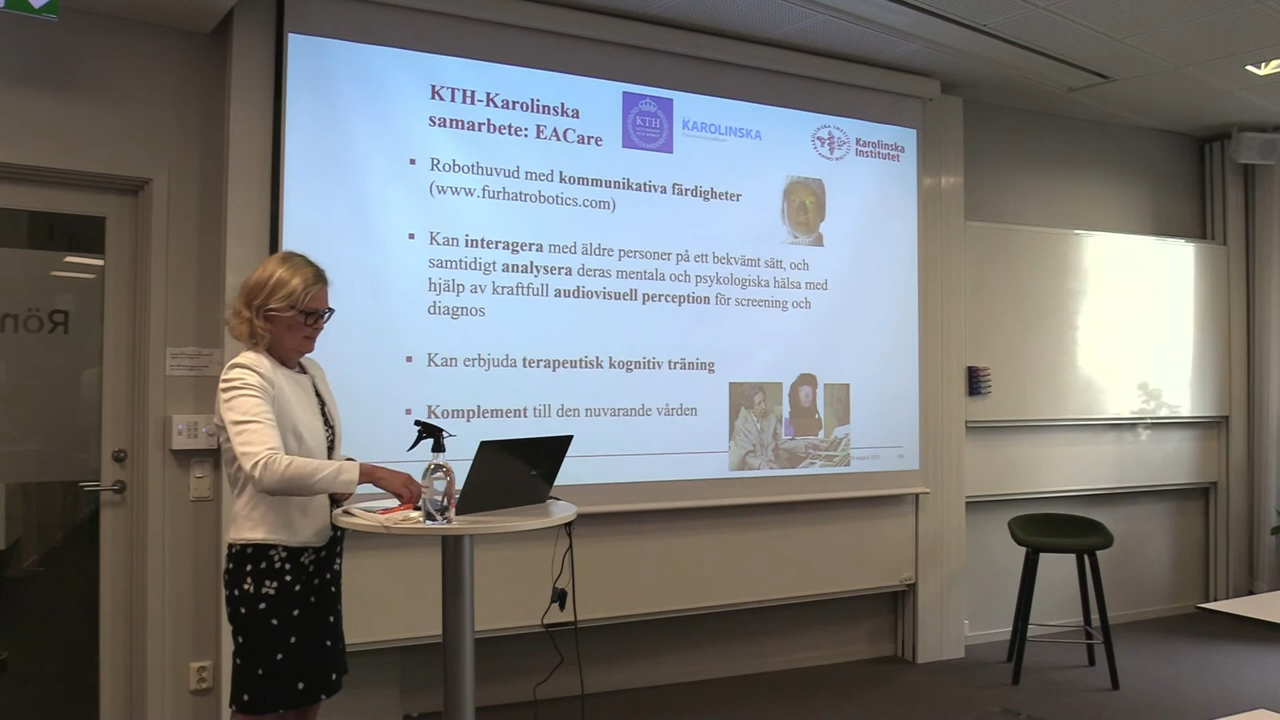 KTH-Karolinska
samarbete: EACare
KTH
KAROLINSKA
Karolinska
Institutet
Robothuvud med kommunikativa färdigheter
(www.furhatrobotics.com)
Kan interagera med äldre personer på ett bekvämt sätt, och
samtidigt analysera deras mentala och psykologiska hälsa med
hjälp av kraftfull audiovisuell perception för screening och
diagnos
Kan erbjuda terapeutisk kognitiv träning
Komplement till den nuvarande vården
Rön